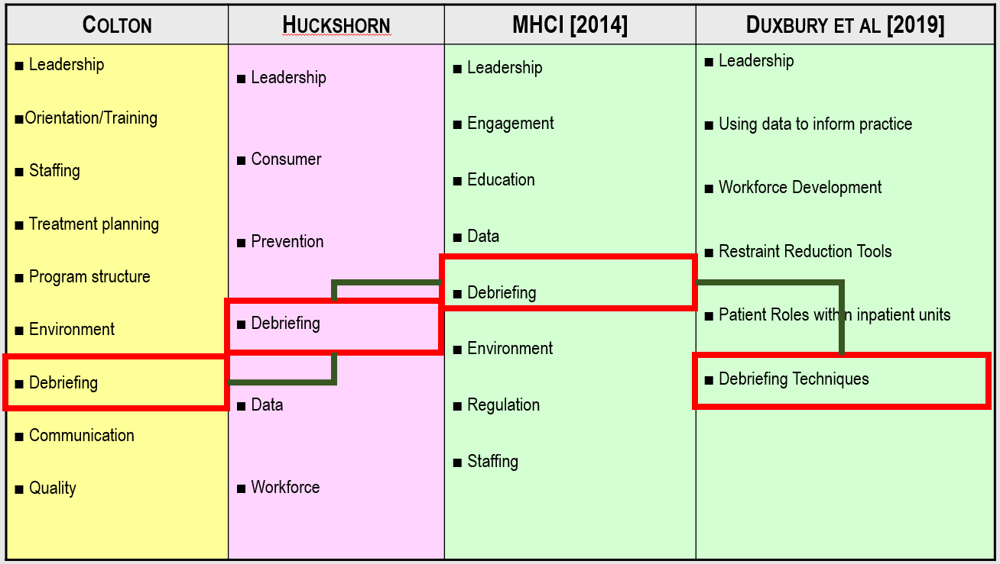 COLTON
■ Leadership
■Orientation/Training
■ Staffing
■ Treatment planning
■ Program structure
■ Environment
■ Debriefing
■ Communication
■ Quality
HUCKSHORN
■ Leadership
■ Consumer
■ Prevention
■ Debriefing
■ Data
■ Workforce
MHCI [2014]
■ Leadership
■ Engagement
■ Education
■ Data
■ Debriefing
■ Environment
■ Regulation
■ Staffing
DUXBURY ET AL [2019]
■ Leadership
■ Using data to inform practice
■ Workforce Development
■ Restraint Reduction Tools
■ Patient Roles within inpatient units
■ Debriefing Techniques